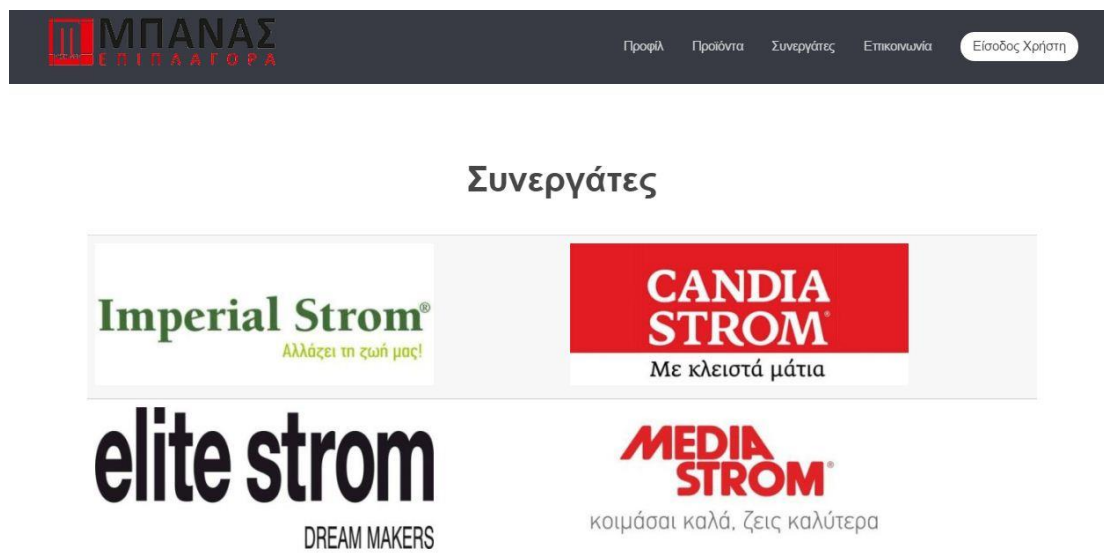 ΜΠΑΝΑΣ
ΕΠΙΠΛΑΓΟΡΑ
Προφίλ Προϊόντα Συνεργάτες Επικοινωνία Είσοδος Χρήστη
Συνεργάτες
Imperial Strom®
Αλλάζει τη ζωή μας!
CANDIA
STROM®
Με κλειστά μάτια
elite strom
DREAM MAKERS
MEDIA
STROM®
κοιμάσαι καλά, ζεις καλύτερα